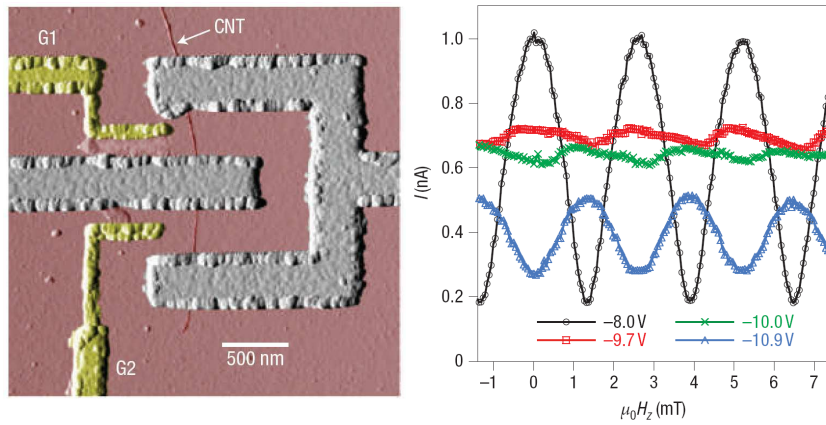 G1
CNT
G2
500 nm
I (nA)
1.0
0.8
0.6
0.4
0.2
0
−8.0 V
−10.0 V
−9.7 V
−10.9 V
−1 0 1 2 3 4 5 6 7
μ₀H𝓏 (mT)